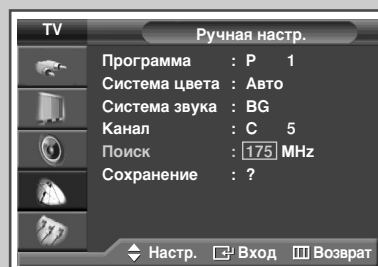 TV
Ручная настр.
Программа : P 1
Система цвета : Авто
Система звука : BG
Канал : C 5
Поиск : 175 MHz
Сохранение : ?
Настр. Вход Возврат